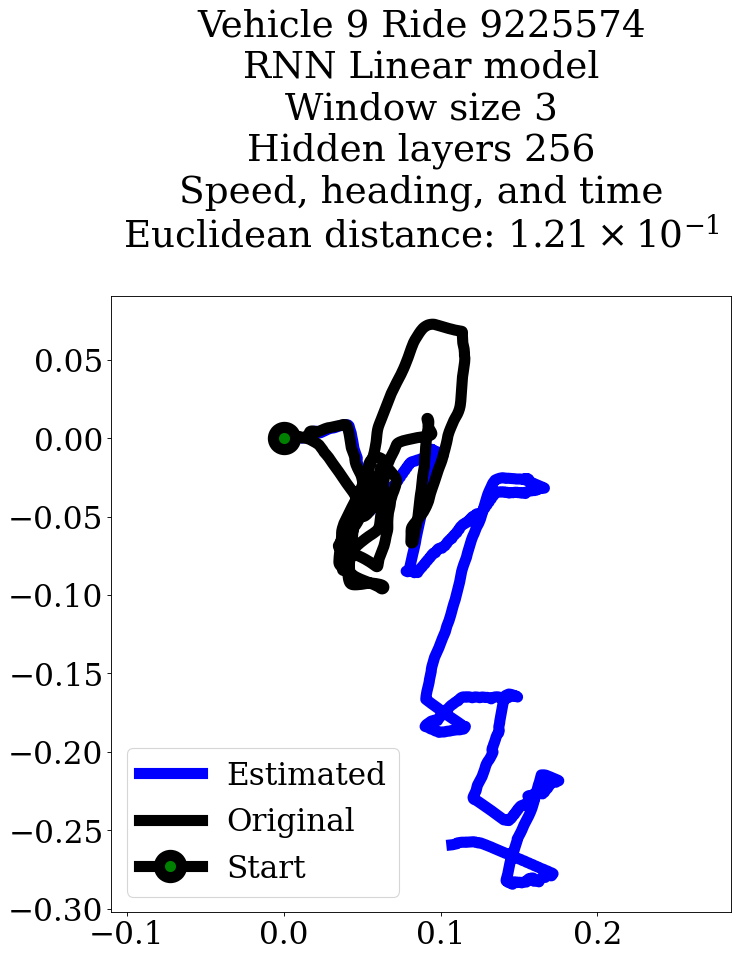 Vehicle 9 Ride 9225574
RNN Linear model
Window size 3
Hidden layers 256
Speed, heading, and time
Euclidean distance: 1.21 × 10⁻¹
0.05
0.00
−0.05
−0.10
−0.15
−0.20
−0.25
−0.30
Estimated
Original
Start
−0.1
0.0
0.1
0.2